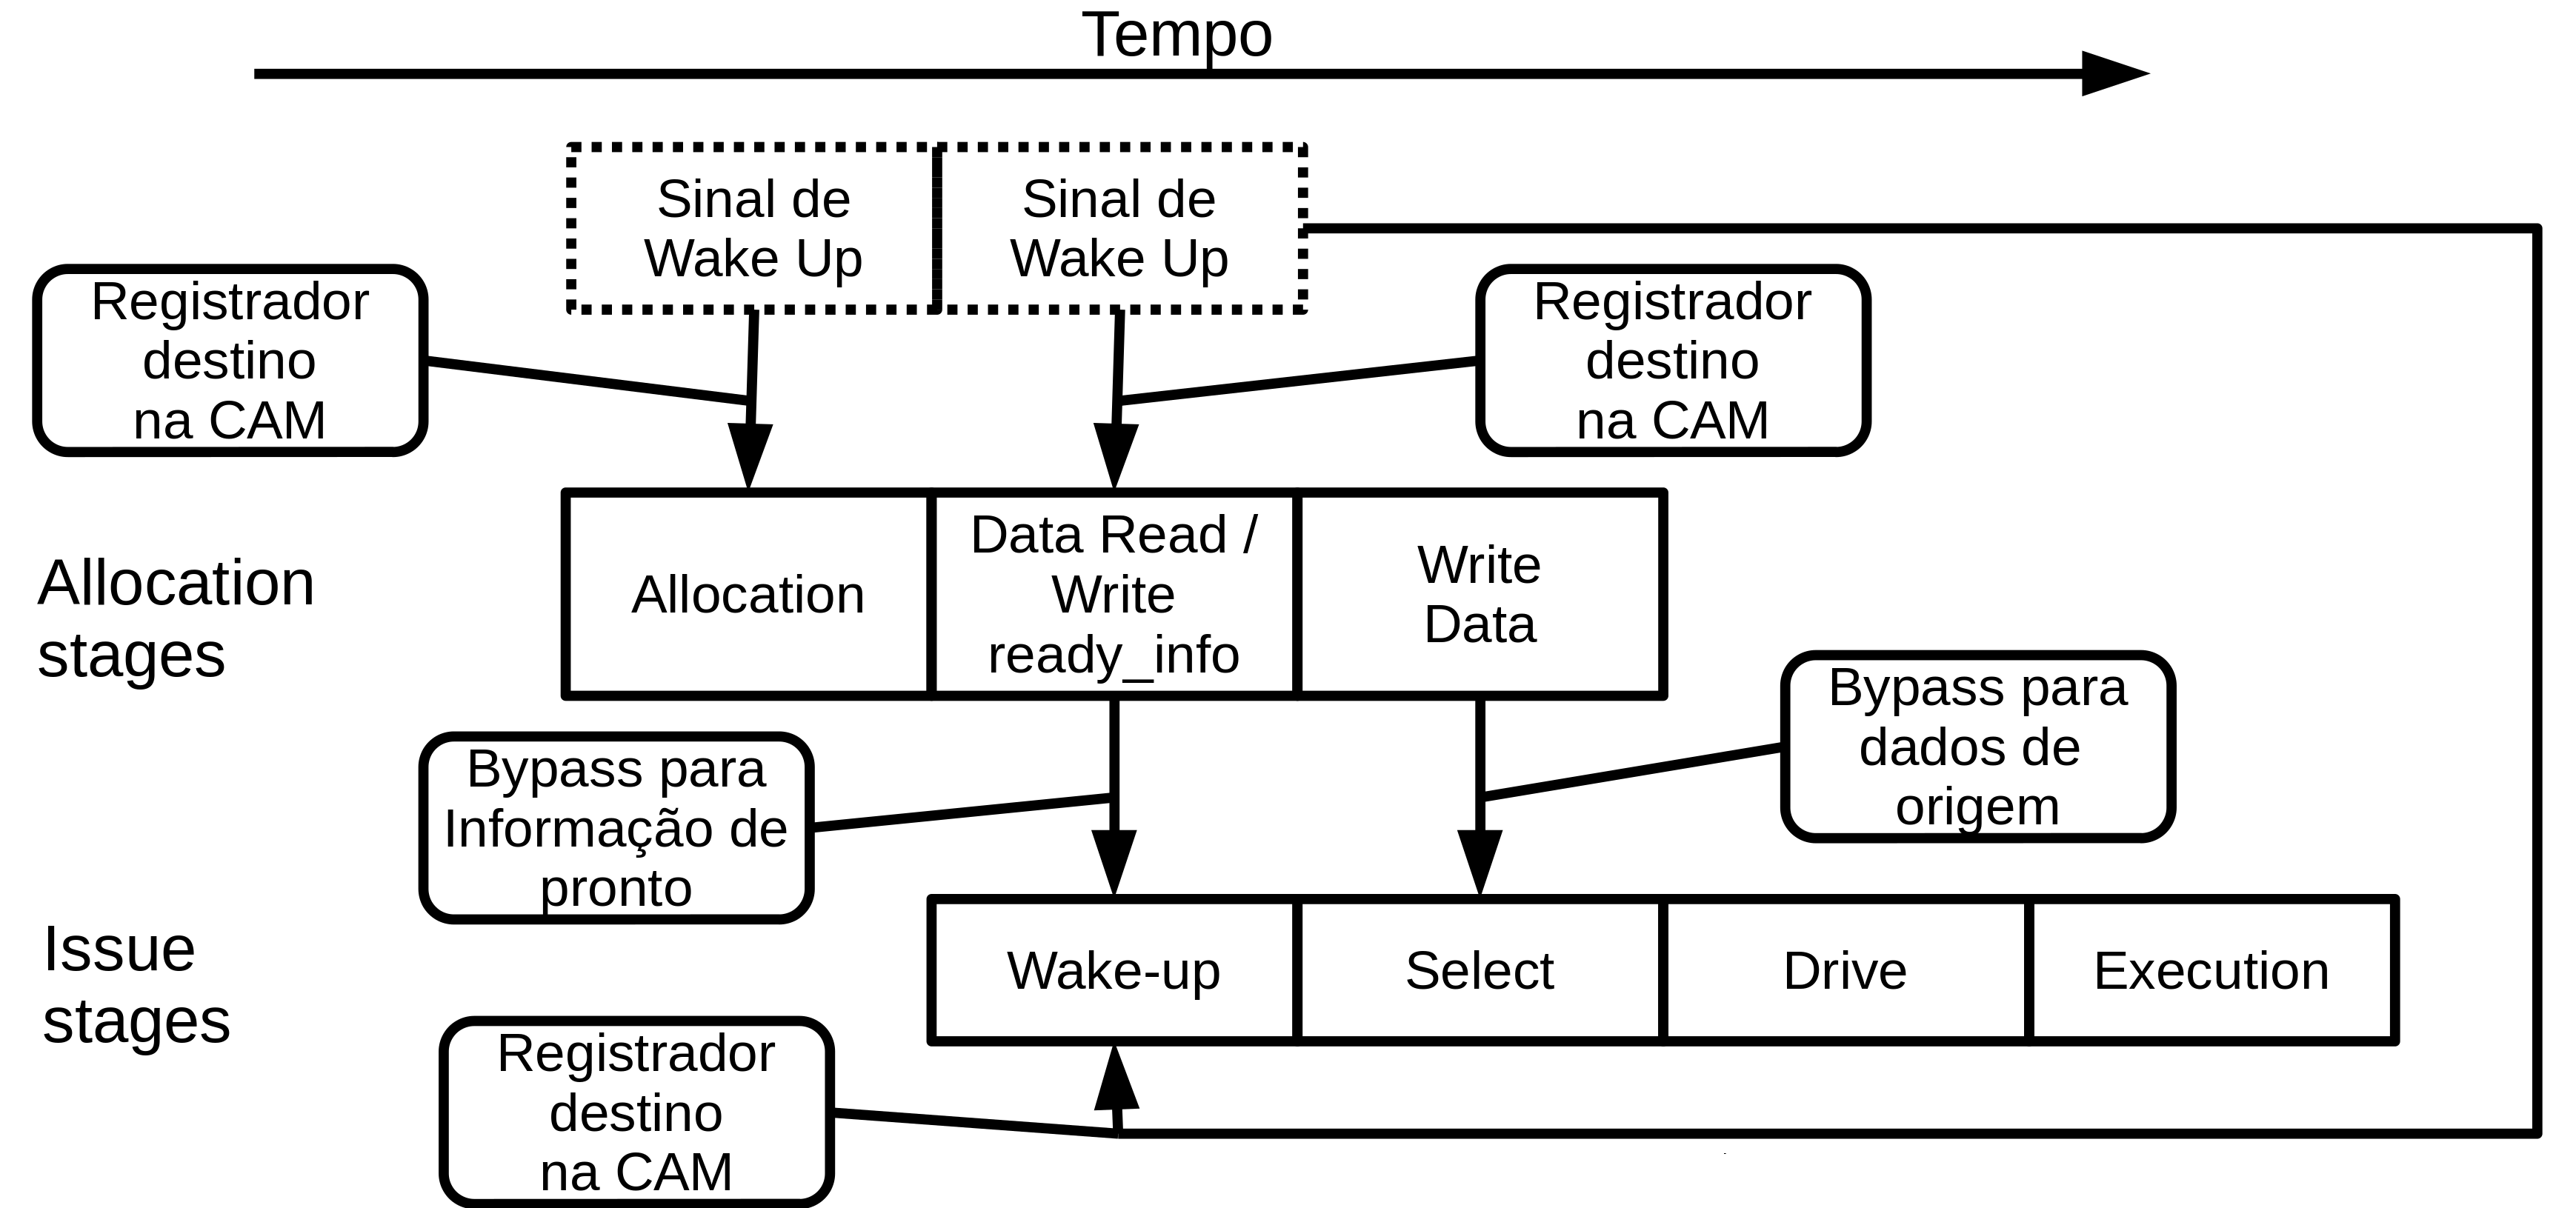 Tempo
Sinal de
Wake Up
Sinal de
Wake Up
Registrador
destino
na CAM
Registrador
destino
na CAM
Allocation
stages
Allocation
Data Read /
Write
ready_info
Write
Data
Bypass para
Informação de
pronto
Bypass para
dados de
origem
Issue
stages
Wake-up
Select
Drive
Execution
Registrador
destino
na CAM